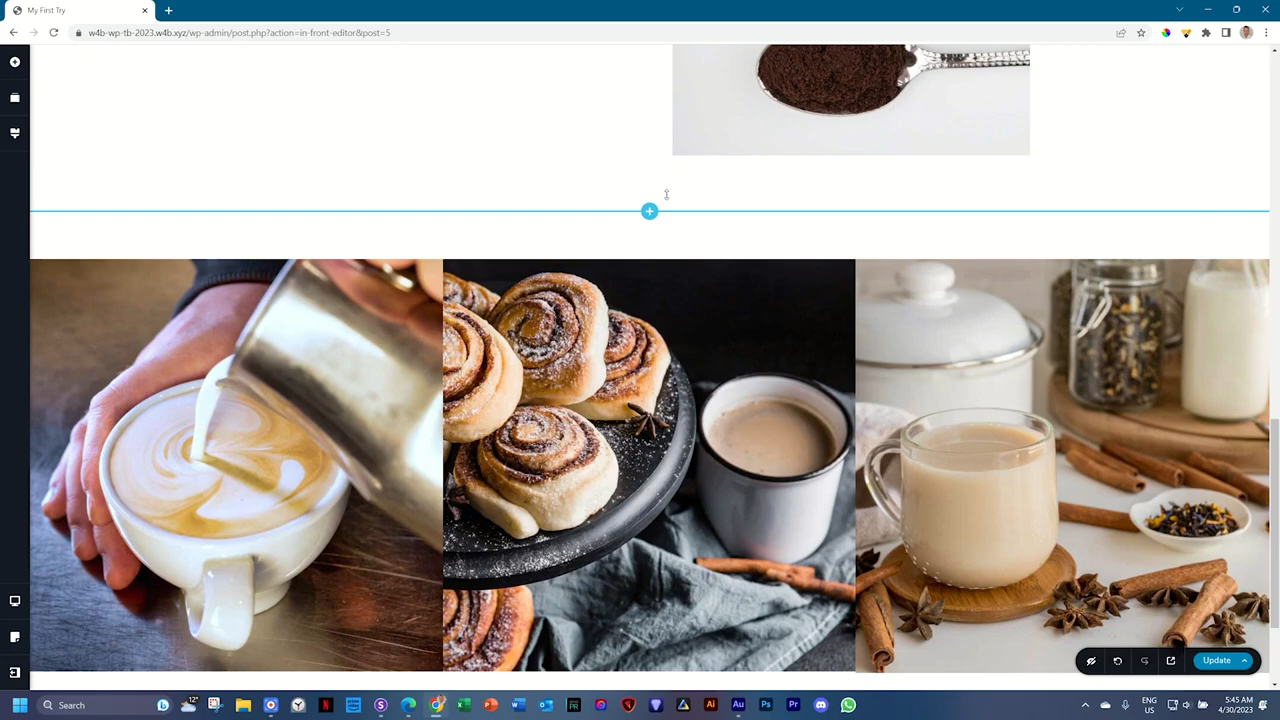 My First Try
w4b-wp-tb-2023.w4b.xyz/wp-admin/post.php?action=in-front-editor&post=5
Update
Search
12°
ENG
US
5:45 AM
4/30/2023